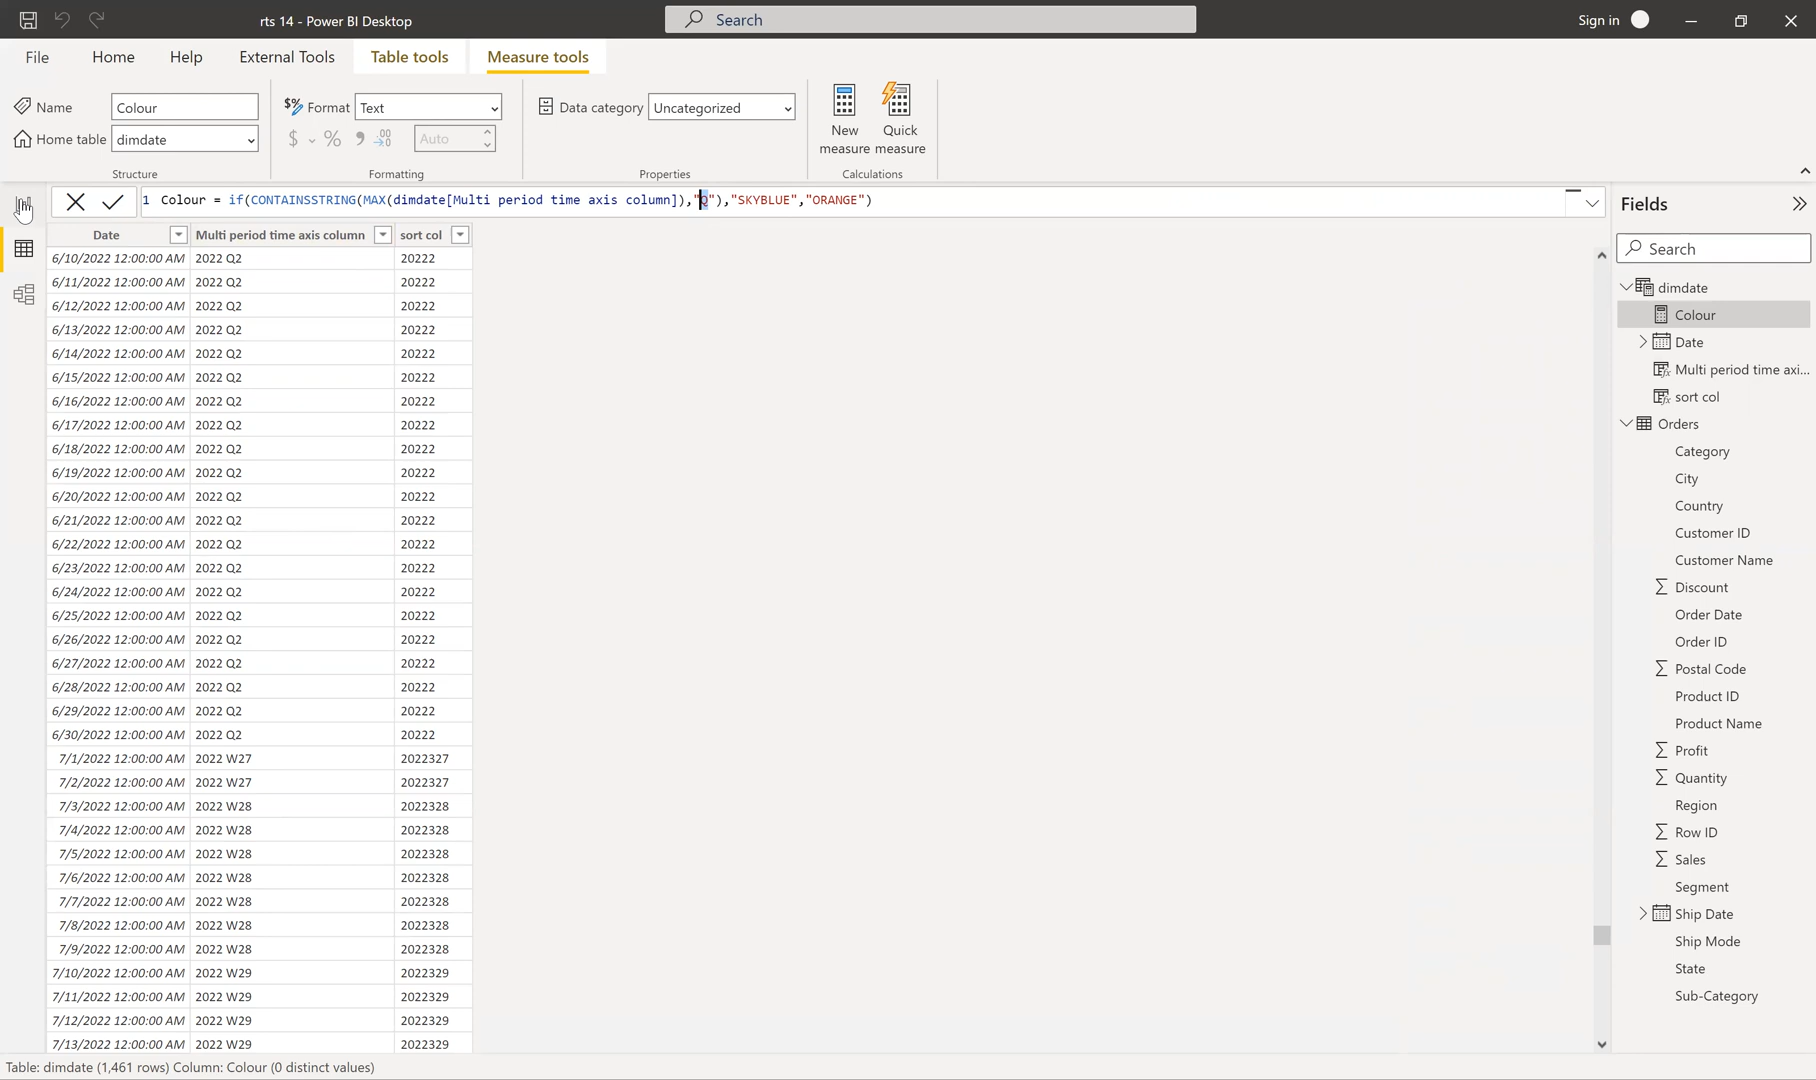 rts 14 - Power BI Desktop
Search
Sign in
File Home Help External Tools Table tools Measure tools
Name Colour
Home table dimdate
Structure
$% Format Text
$ % , .00 Auto
Formatting
Data category Uncategorized
Properties
New measure
Quick measure
Calculations
1 Colour = if(CONTAINSSTRING(MAX(dimdate[Multi period time axis column]),"Q"),"SKYBLUE","ORANGE")
Date Multi period time axis column sort col
6/10/2022 12:00:00 AM 2022 Q2 20222
6/11/2022 12:00:00 AM 2022 Q2 20222
6/12/2022 12:00:00 AM 2022 Q2 20222
6/13/2022 12:00:00 AM 2022 Q2 20222
6/14/2022 12:00:00 AM 2022 Q2 20222
6/15/2022 12:00:00 AM 2022 Q2 20222
6/16/2022 12:00:00 AM 2022 Q2 20222
6/17/2022 12:00:00 AM 2022 Q2 20222
6/18/2022 12:00:00 AM 2022 Q2 20222
6/19/2022 12:00:00 AM 2022 Q2 20222
6/20/2022 12:00:00 AM 2022 Q2 20222
6/21/2022 12:00:00 AM 2022 Q2 20222
6/22/2022 12:00:00 AM 2022 Q2 20222
6/23/2022 12:00:00 AM 2022 Q2 20222
6/24/2022 12:00:00 AM 2022 Q2 20222
6/25/2022 12:00:00 AM 2022 Q2 20222
6/26/2022 12:00:00 AM 2022 Q2 20222
6/27/2022 12:00:00 AM 2022 Q2 20222
6/28/2022 12:00:00 AM 2022 Q2 20222
6/29/2022 12:00:00 AM 2022 Q2 20222
6/30/2022 12:00:00 AM 2022 Q2 20222
7/1/2022 12:00:00 AM 2022 W27 2022327
7/2/2022 12:00:00 AM 2022 W27 2022327
7/3/2022 12:00:00 AM 2022 W28 2022328
7/4/2022 12:00:00 AM 2022 W28 2022328
7/5/2022 12:00:00 AM 2022 W28 2022328
7/6/2022 12:00:00 AM 2022 W28 2022328
7/7/2022 12:00:00 AM 2022 W28 2022328
7/8/2022 12:00:00 AM 2022 W28 2022328
7/9/2022 12:00:00 AM 2022 W28 2022328
7/10/2022 12:00:00 AM 2022 W29 2022329
7/11/2022 12:00:00 AM 2022 W29 2022329
7/12/2022 12:00:00 AM 2022 W29 2022329
7/13/2022 12:00:00 AM 2022 W29 2022329
Fields
Search
dimdate
Colour
Date
Multi period time axi...
sort col
Orders
Category
City
Country
Customer ID
Customer Name
Discount
Order Date
Order ID
Postal Code
Product ID
Product Name
Profit
Quantity
Region
Row ID
Sales
Segment
Ship Date
Ship Mode
State
Sub-Category
Table: dimdate (1,461 rows) Column: Colour (0 distinct values)